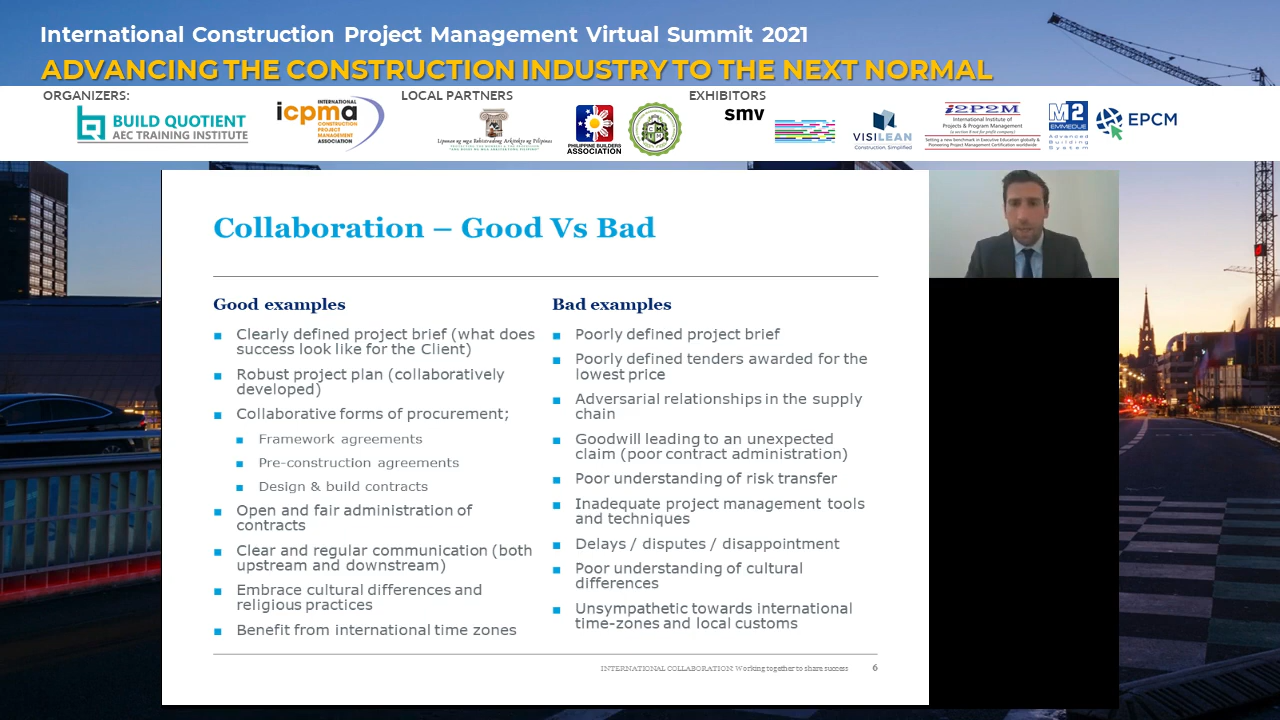 International Construction Project Management Virtual Summit 2021
ADVANCING THE CONSTRUCTION INDUSTRY TO THE NEXT NORMAL
ORGANIZERS:
LOCAL PARTNERS
EXHIBITORS
BUILD QUOTIENT
AEC TRAINING INSTITUTE
icpma
INTERNATIONAL
CONSTRUCTION
PROJECT
MANAGEMENT
ASSOCIATION
PHILIPPINE BUILDERS
ASSOCIATION
smv
VISILEAN
Construction Simplified
I2P2M
International Institute of
Projects & Program Management
M2
EMMEDUE
Advanced
Building
System
EPCM
Collaboration – Good Vs Bad
Good examples
Clearly defined project brief (what does
success look like for the Client)
Robust project plan (collaboratively
developed)
Collaborative forms of procurement;
Framework agreements
Pre-construction agreements
Design & build contracts
Open and fair administration of
contracts
Clear and regular communication (both
upstream and downstream)
Embrace cultural differences and
religious practices
Benefit from international time zones
Bad examples
Poorly defined project brief
Poorly defined tenders awarded for the
lowest price
Adversarial relationships in the supply
chain
Goodwill leading to an unexpected
claim (poor contract administration)
Poor understanding of risk transfer
Inadequate project management tools
and techniques
Delays / disputes / disappointment
Poor understanding of cultural
differences
Unsympathetic towards international
time-zones and local customs
INTERNATIONAL COLLABORATION: Working together to share success
6